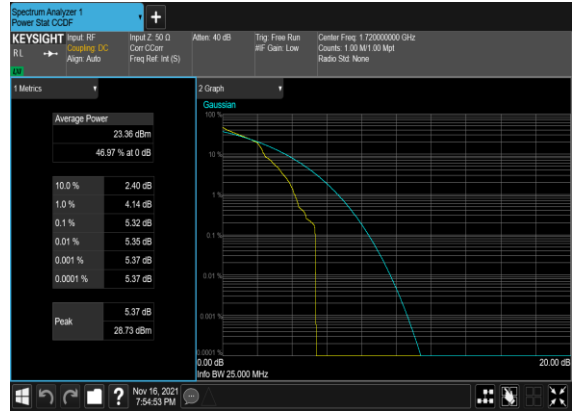 Spectrum Analyzer 1
Power Stat CCDF
KEYSIGHT
RL
Input: RF
Coupling: DC
Align: Auto
Input Z: 50 Ω
Corr CCorr
Freq Ref: Int (S)
Atten: 40 dB
Trig: Free Run
#IF Gain: Low
Center Freq: 1.720000000 GHz
Counts: 1.00 M/1.00 Mpt
Radio Std: None
1 Metrics
Average Power
23.36 dBm
46.97 % at 0 dB
10.0 % 2.40 dB
1.0 % 4.14 dB
0.1 % 5.32 dB
0.01 % 5.35 dB
0.001 % 5.37 dB
0.0001 % 5.37 dB
Peak
5.37 dB
28.73 dBm
2 Graph
Gaussian
100 %
10 %
1 %
0.1 %
0.01 %
0.001 %
0.0001 %
0.00 dB
20.00 dB
Info BW 25.000 MHz
?
Nov 16, 2021
7:54:53 PM